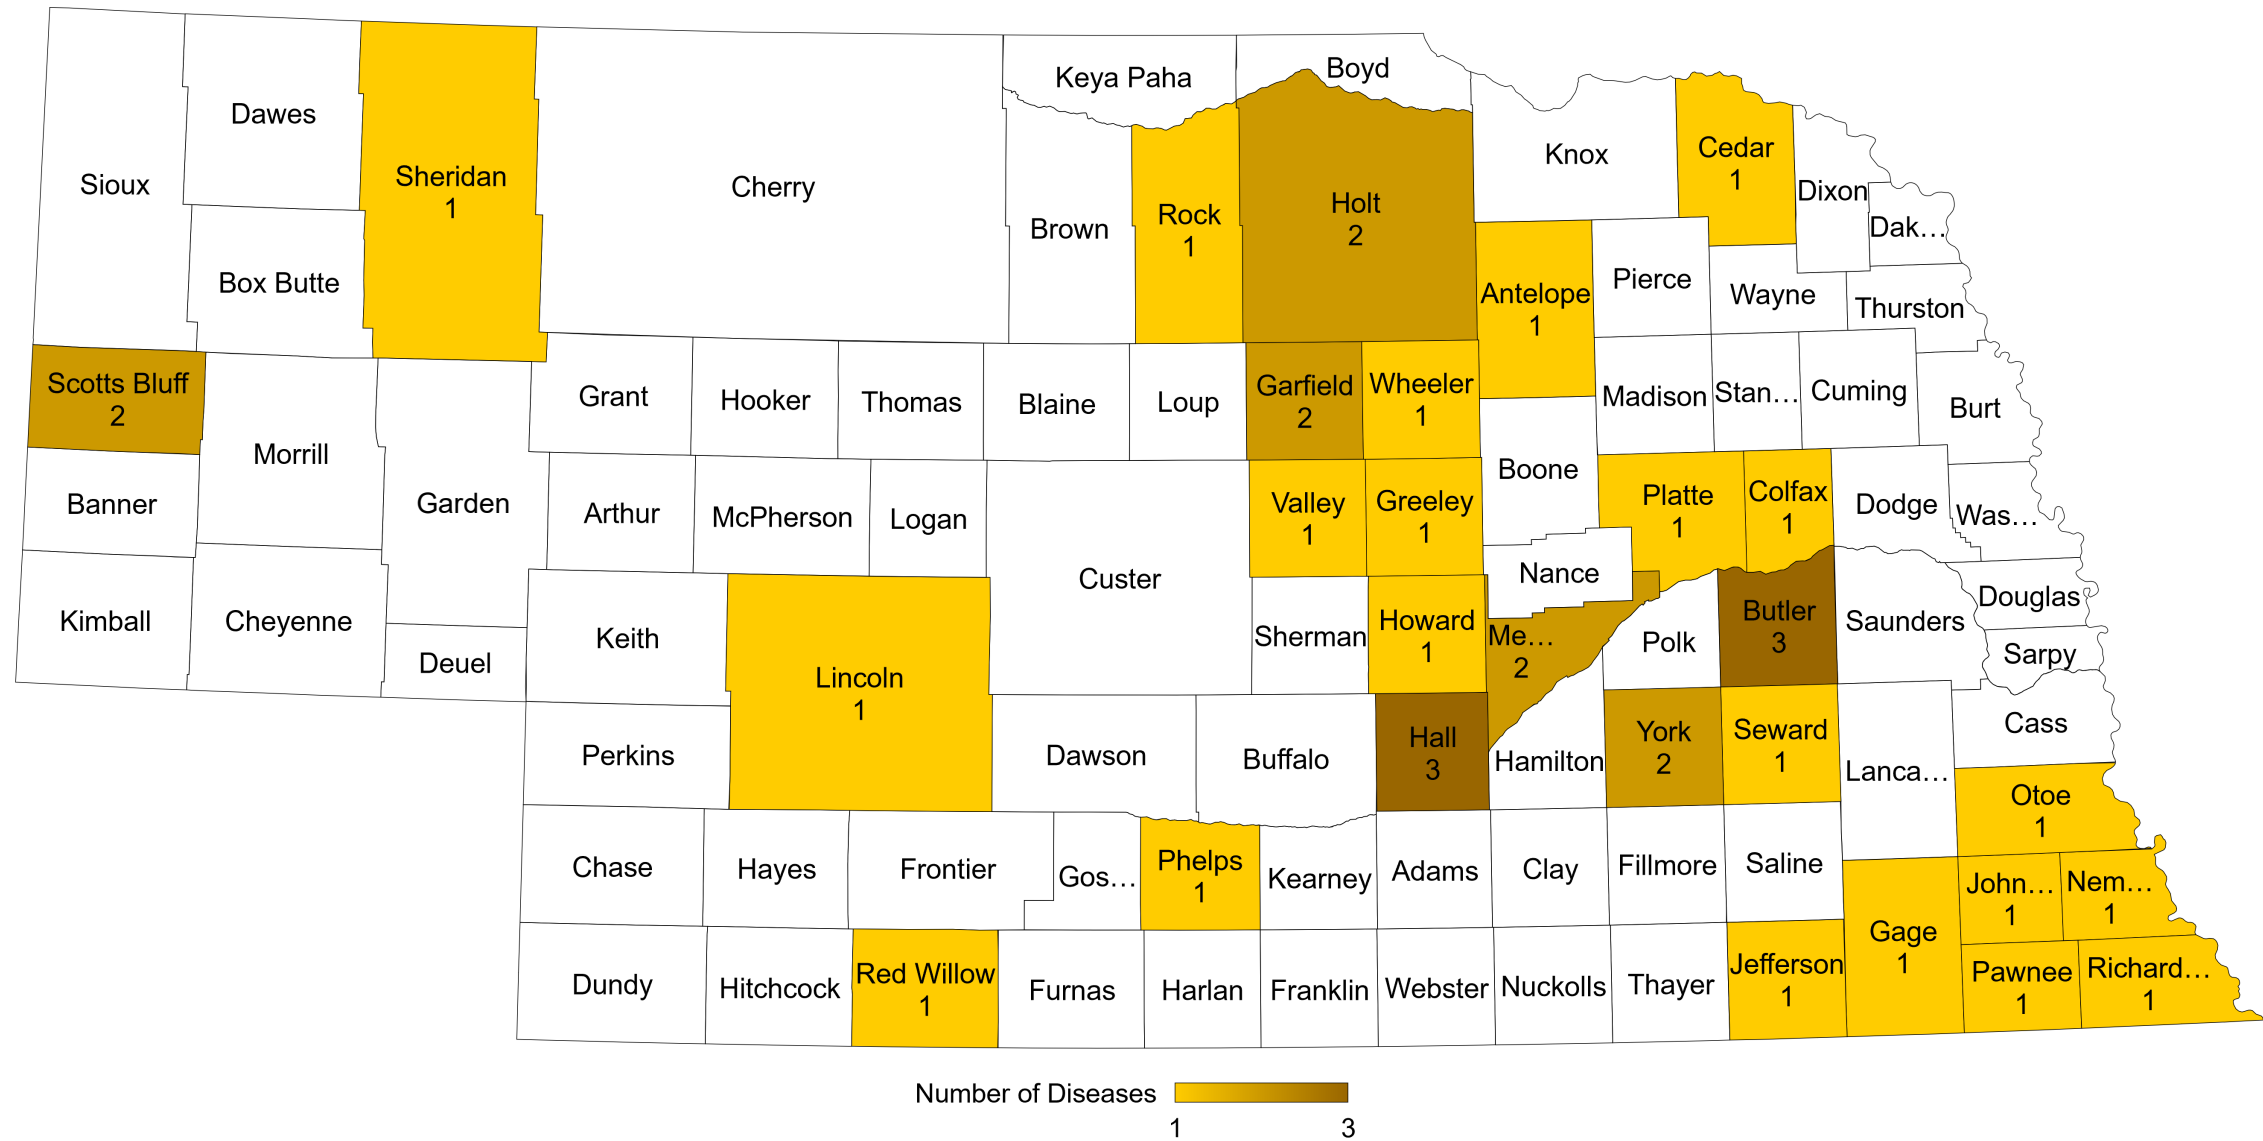 Keya Paha
Boyd
Dawes
Sioux
Sheridan
1
Cherry
Brown
Rock
1
Holt
2
Knox
Cedar
1
Dixon
Dak…
Box Butte
Antelope
1
Pierce
Wayne
Thurston
Scotts Bluff
2
Grant
Hooker
Thomas
Blaine
Loup
Garfield
2
Wheeler
1
Madison
Stan…
Cuming
Burt
Morrill
Banner
Garden
Arthur
McPherson
Logan
Valley
1
Greeley
1
Boone
Platte
1
Colfax
1
Dodge
Was…
Kimball
Cheyenne
Deuel
Keith
Lincoln
1
Custer
Sherman
Howard
1
Nance
Me…
2
Polk
Butler
3
Saunders
Douglas
Sarpy
Perkins
Dawson
Buffalo
Hall
3
Hamilton
York
2
Seward
1
Lanca…
Cass
Otoe
1
Chase
Hayes
Frontier
Gos…
Phelps
1
Kearney
Adams
Clay
Fillmore
Saline
Gage
1
John…
1
Nem…
1
Dundy
Hitchcock
Red Willow
1
Furnas
Harlan
Franklin
Webster
Nuckolls
Thayer
Jefferson
1
Pawnee
1
Richard…
1
Number of Diseases
1
3